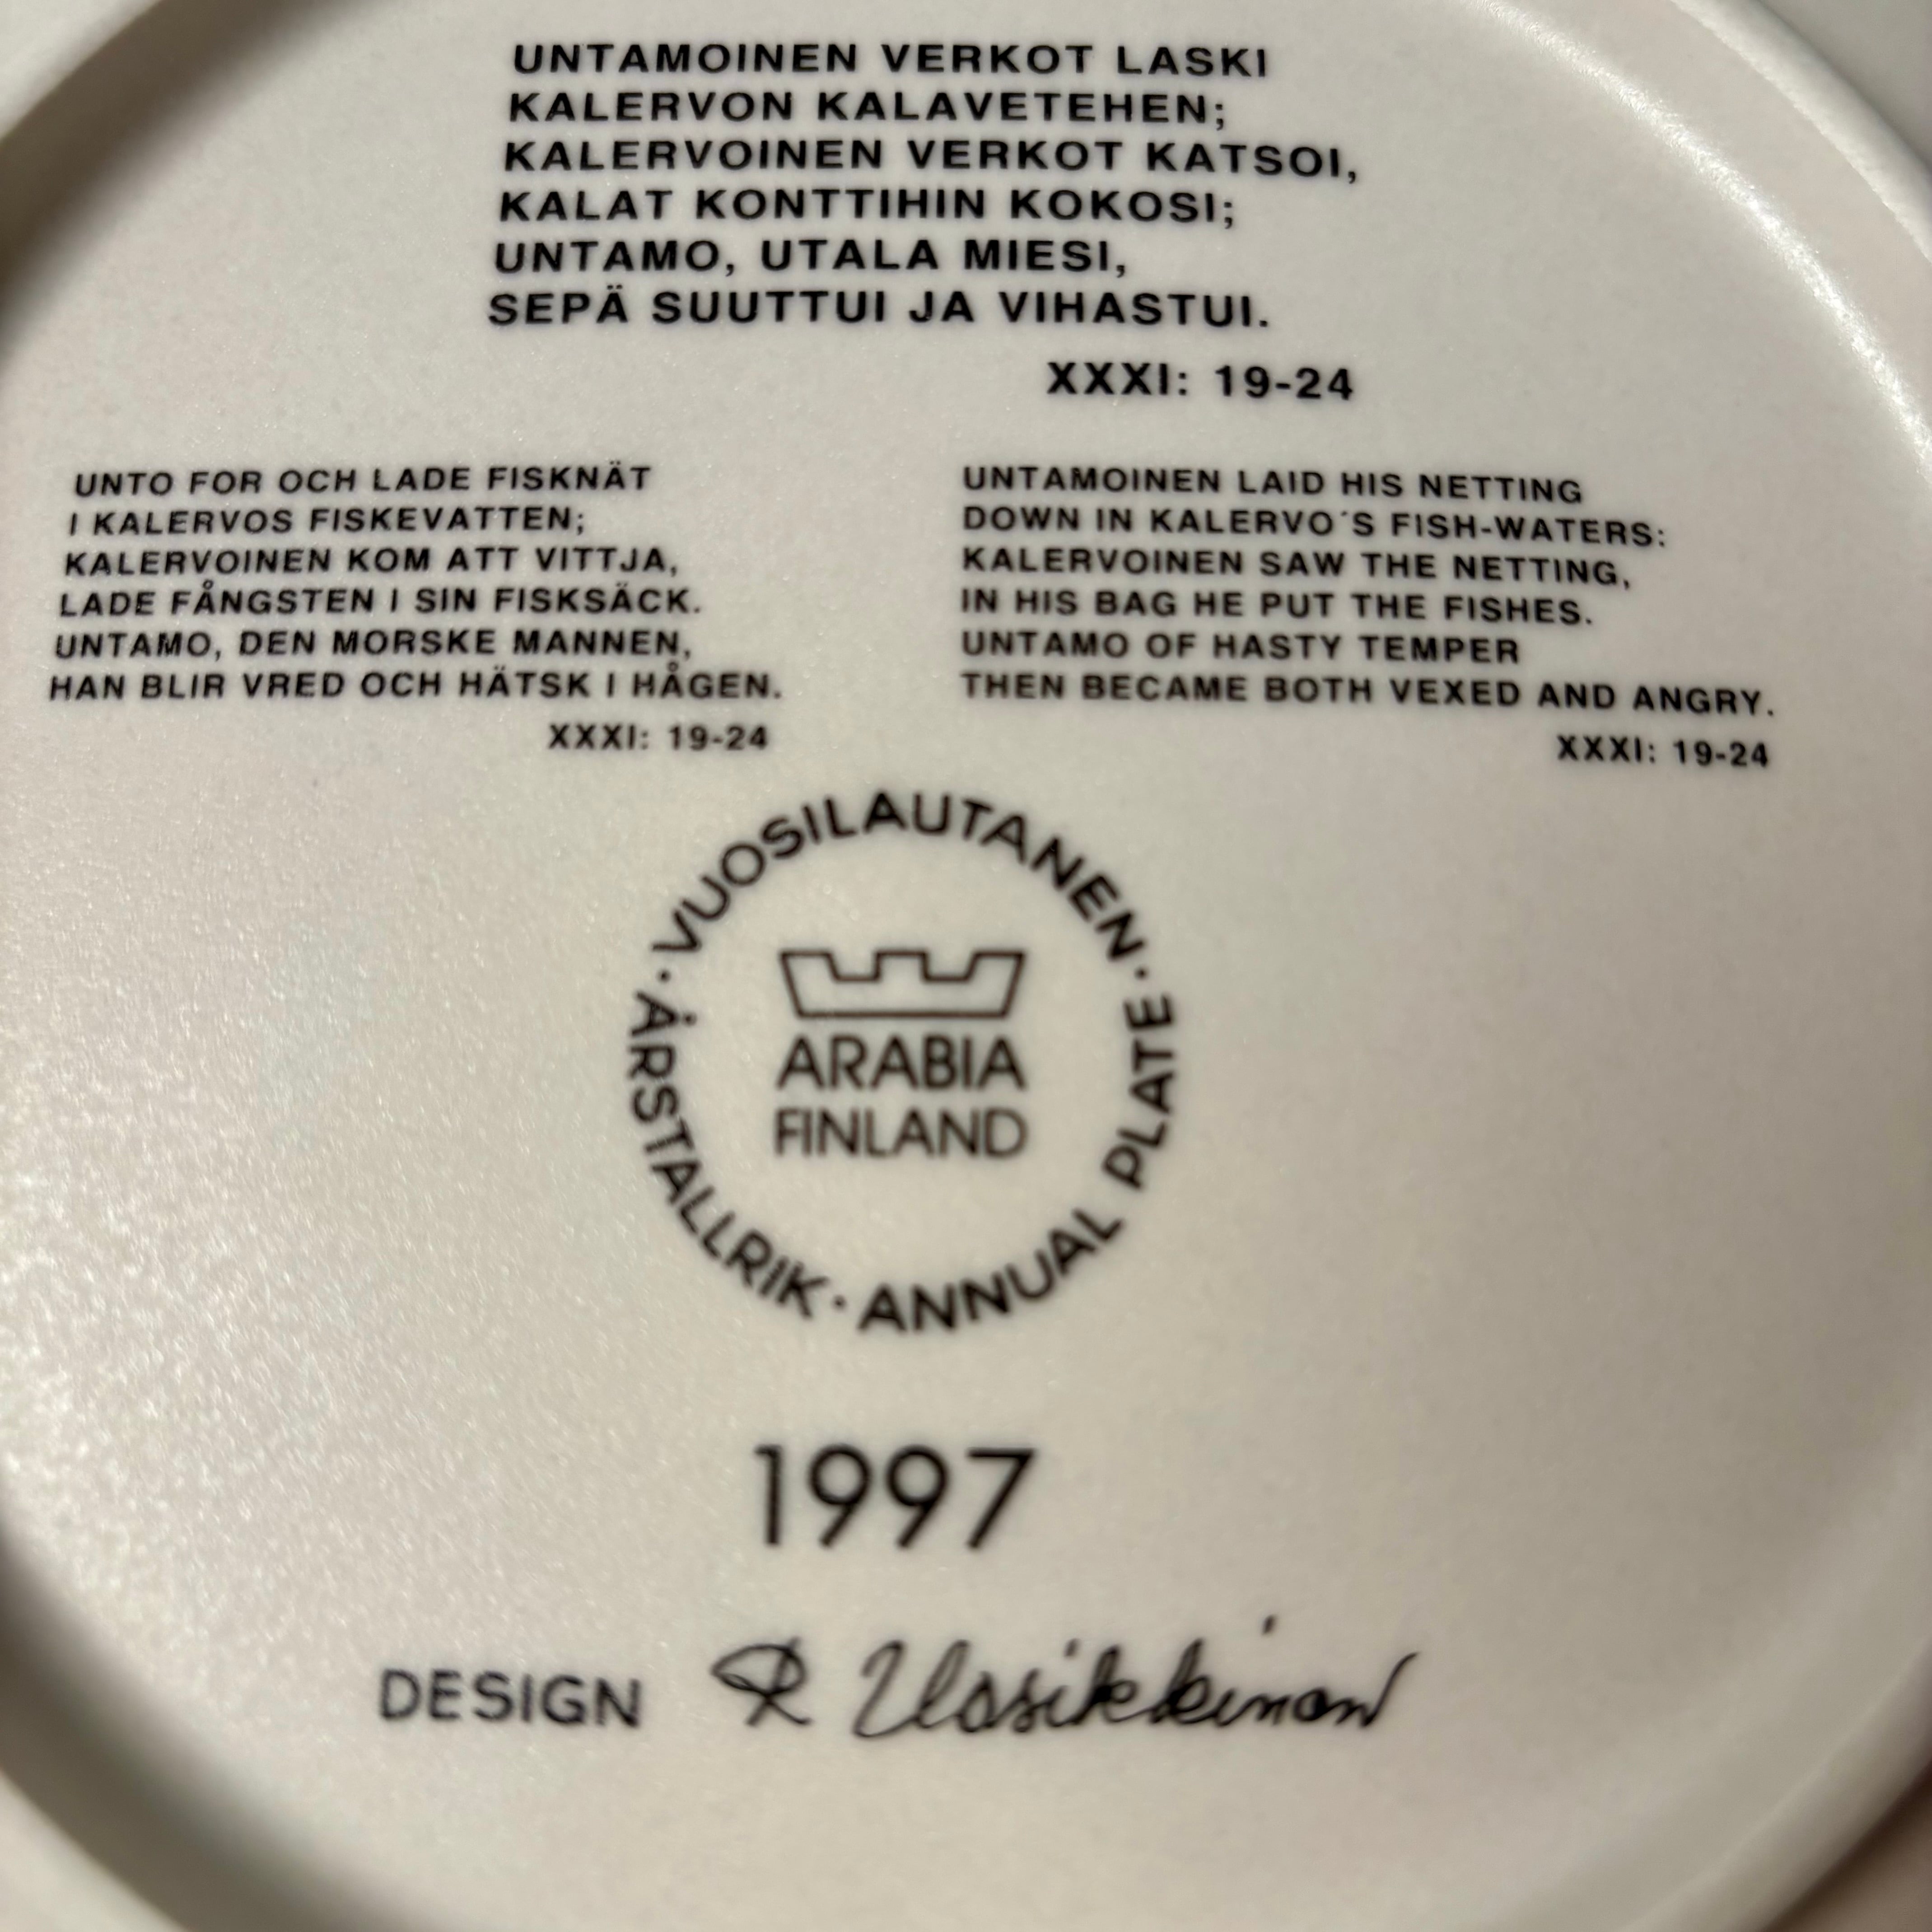 UNTAMOINEN VERKOT LASKI
KALERVON KALAVETEHEN;
KALERVOINEN VERKOT KATSOI,
KALAT KONTTIHIN KOKOSI;
UNTAMO, UTALA MIESI,
SEPÄ SUUTTUI JA VIHASTUI.
XXXI: 19-24
UNTO FOR OCH LADE FISKNÄT
I KALERVOS FISKEVATTEN;
KALERVOINEN KOM ATT VITTJA,
LADE FÅNGSTEN I SIN FISKSÄCK.
UNTAMO, DEN MORSKE MANNEN,
HAN BLIR VRED OCH HÄTSK I HÅGEN.
XXXI: 19-24
UNTAMOINEN LAID HIS NETTING
DOWN IN KALERVO´S FISH-WATERS:
KALERVOINEN SAW THE NETTING,
IN HIS BAG HE PUT THE FISHES.
UNTAMO OF HASTY TEMPER
THEN BECAME BOTH VEXED AND ANGRY.
XXXI: 19-24
· VUOSILAUTANEN · ANNUAL PLATE · ÅRSTALLRIK
ARABIA
FINLAND
1997
DESIGN R Uosikkinen